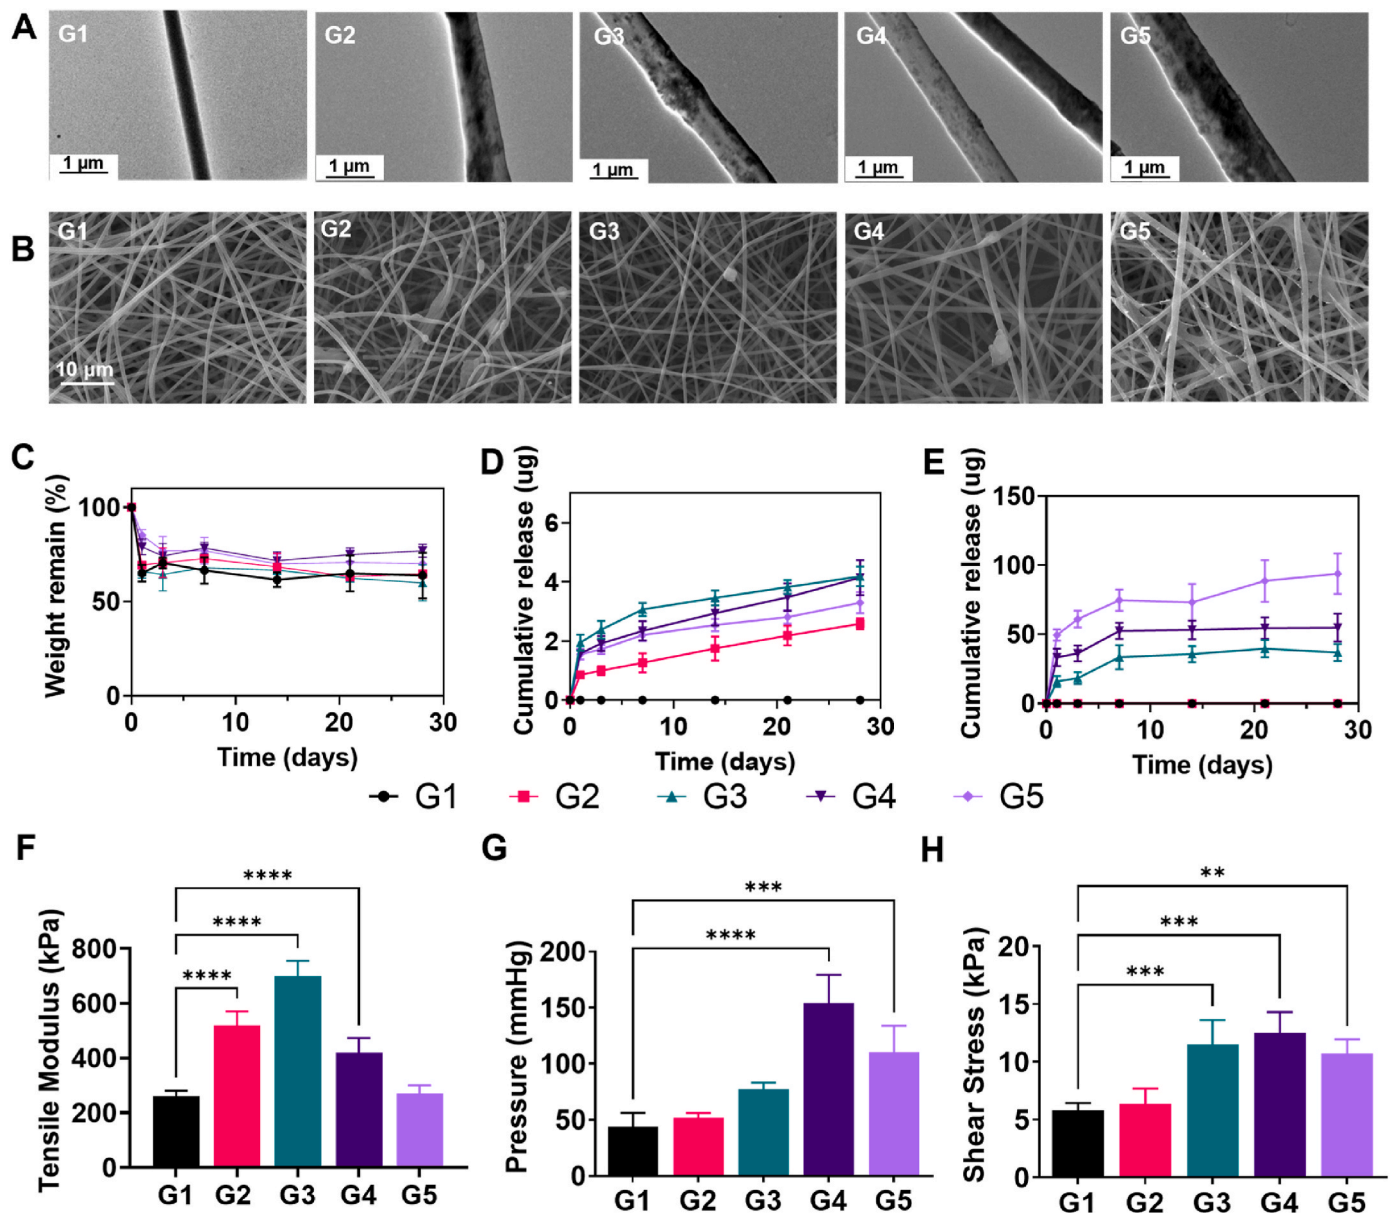 A
G1 G2 G3 G4 G5
1 µm 1 µm 1 µm 1 µm 1 µm
B
G1 G2 G3 G4 G5
10 µm
C
Weight remain (%)
100
50
0
0 10 20 30
Time (days)
D
Cumulative release (ug)
6
4
2
0
0 10 20 30
Time (days)
E
Cumulative release (ug)
150
100
50
0
0 10 20 30
Time (days)
G1 G2 G3 G4 G5
F
Tensile Modulus (kPa)
800
600
400
200
0
****
****
****
G1 G2 G3 G4 G5
G
Pressure (mmHg)
200
150
100
50
0
***
****
G1 G2 G3 G4 G5
H
Shear Stress (kPa)
20
15
10
5
0
**
***
***
G1 G2 G3 G4 G5